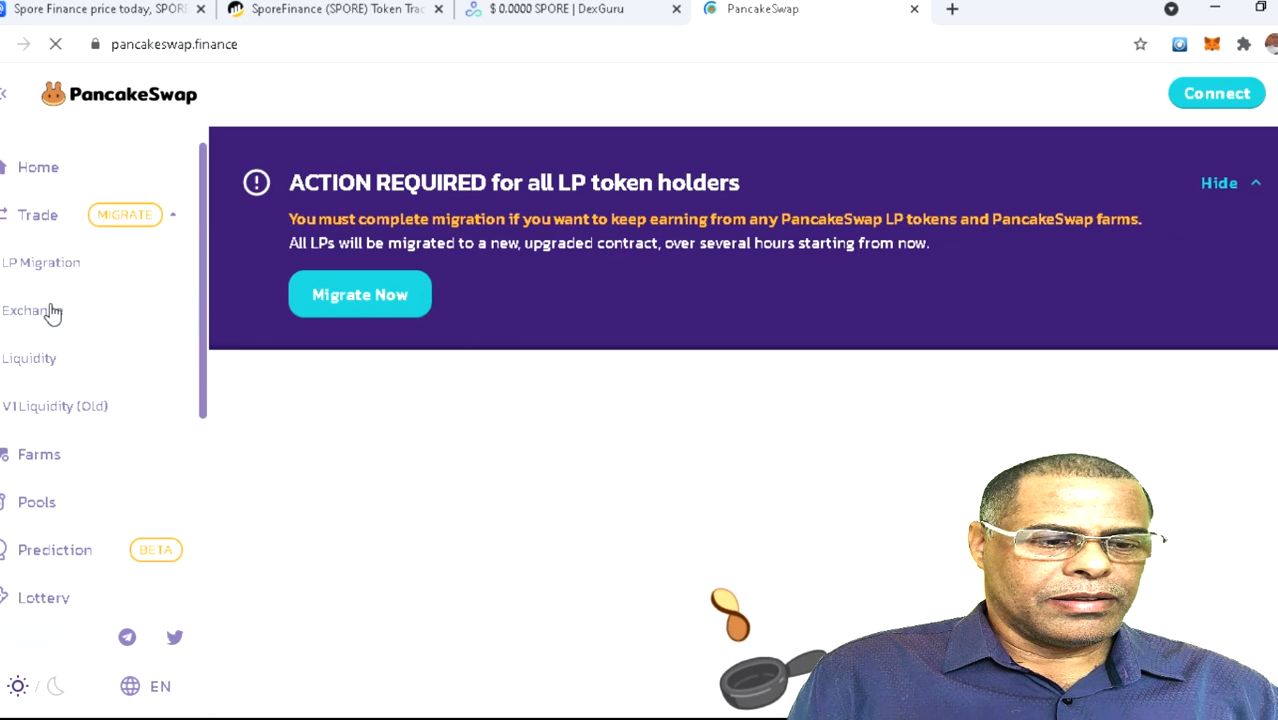 Spore Finance price today, SPORE
SporeFinance (SPORE) Token Trac
$ 0.0000 SPORE | DexGuru
PancakeSwap
pancakeswap.finance
PancakeSwap
Connect
Home
Trade
MIGRATE
LP Migration
Exchange
Liquidity
V1 Liquidity (Old)
Farms
Pools
Prediction
BETA
Lottery
EN
ACTION REQUIRED for all LP token holders
Hide
You must complete migration if you want to keep earning from any PancakeSwap LP tokens and PancakeSwap farms.
All LPs will be migrated to a new, upgraded contract, over several hours starting from now.
Migrate Now